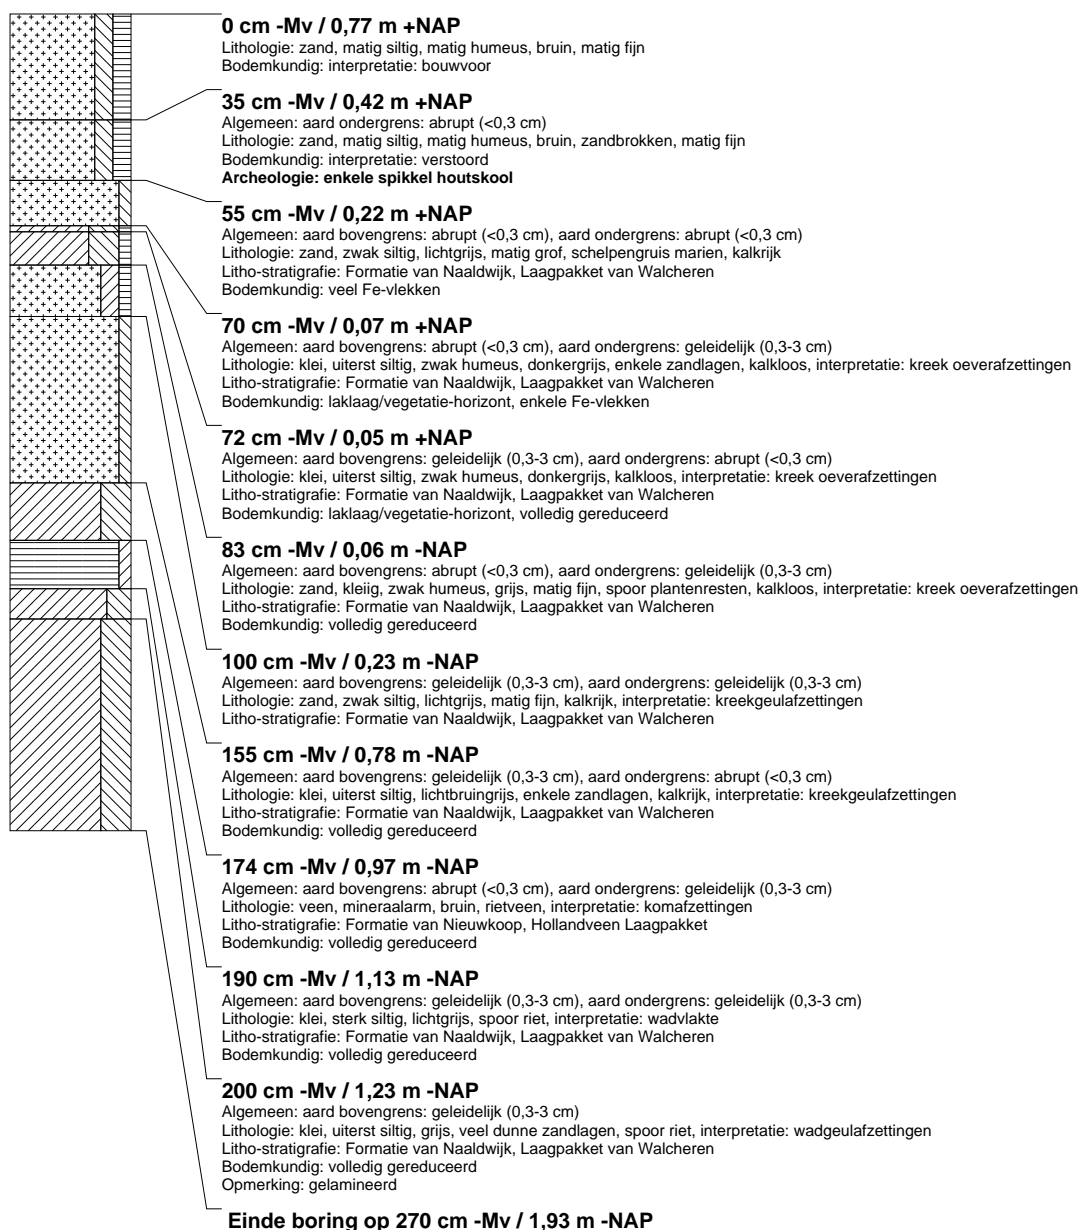 0 cm -Mv / 0,77 m +NAP
Lithologie: zand, matig siltig, matig humeus, bruin, matig fijn
Bodemkundig: interpretatie: bouwvoor
35 cm -Mv / 0,42 m +NAP
Algemeen: aard ondergrens: abrupt (<0,3 cm)
Lithologie: zand, matig siltig, matig humeus, bruin, zandbrokken, matig fijn
Bodemkundig: interpretatie: verstoord
Archeologie: enkele spikkel houtskool
55 cm -Mv / 0,22 m +NAP
Algemeen: aard bovengrens: abrupt (<0,3 cm), aard ondergrens: abrupt (<0,3 cm)
Lithologie: zand, zwak siltig, lichtgrijs, matig grof, schelpengruis marien, kalkrijk
Litho-stratigrafie: Formatie van Naaldwijk, Laagpakket van Walcheren
Bodemkundig: veel Fe-vlekken
70 cm -Mv / 0,07 m +NAP
Algemeen: aard bovengrens: abrupt (<0,3 cm), aard ondergrens: geleidelijk (0,3-3 cm)
Lithologie: klei, uiterst siltig, zwak humeus, donkergrijs, enkele zandlagen, kalkloos, interpretatie: kreek oeverafzettingen
Litho-stratigrafie: Formatie van Naaldwijk, Laagpakket van Walcheren
Bodemkundig: laklaag/vegetatie-horizont, enkele Fe-vlekken
72 cm -Mv / 0,05 m +NAP
Algemeen: aard bovengrens: geleidelijk (0,3-3 cm), aard ondergrens: abrupt (<0,3 cm)
Lithologie: klei, uiterst siltig, zwak humeus, donkergrijs, kalkloos, interpretatie: kreek oeverafzettingen
Litho-stratigrafie: Formatie van Naaldwijk, Laagpakket van Walcheren
Bodemkundig: laklaag/vegetatie-horizont, volledig gereduceerd
83 cm -Mv / 0,06 m -NAP
Algemeen: aard bovengrens: abrupt (<0,3 cm), aard ondergrens: geleidelijk (0,3-3 cm)
Lithologie: zand, kleiig, zwak humeus, grijs, matig fijn, spoor plantenresten, kalkloos, interpretatie: kreek oeverafzettingen
Litho-stratigrafie: Formatie van Naaldwijk, Laagpakket van Walcheren
Bodemkundig: volledig gereduceerd
100 cm -Mv / 0,23 m -NAP
Algemeen: aard bovengrens: geleidelijk (0,3-3 cm), aard ondergrens: geleidelijk (0,3-3 cm)
Lithologie: zand, zwak siltig, lichtgrijs, matig fijn, kalkrijk, interpretatie: kreekgeulafzettingen
Litho-stratigrafie: Formatie van Naaldwijk, Laagpakket van Walcheren
155 cm -Mv / 0,78 m -NAP
Algemeen: aard bovengrens: geleidelijk (0,3-3 cm), aard ondergrens: abrupt (<0,3 cm)
Lithologie: klei, uiterst siltig, lichtbruingrijs, enkele zandlagen, kalkrijk, interpretatie: kreekgeulafzettingen
Litho-stratigrafie: Formatie van Naaldwijk, Laagpakket van Walcheren
Bodemkundig: volledig gereduceerd
174 cm -Mv / 0,97 m -NAP
Algemeen: aard bovengrens: abrupt (<0,3 cm), aard ondergrens: geleidelijk (0,3-3 cm)
Lithologie: veen, mineraalarm, bruin, rietveen, interpretatie: komafzettingen
Litho-stratigrafie: Formatie van Nieuwkoop, Hollandveen Laagpakket
Bodemkundig: volledig gereduceerd
190 cm -Mv / 1,13 m -NAP
Algemeen: aard bovengrens: geleidelijk (0,3-3 cm), aard ondergrens: geleidelijk (0,3-3 cm)
Lithologie: klei, sterk siltig, lichtgrijs, spoor riet, interpretatie: wadvlakte
Litho-stratigrafie: Formatie van Naaldwijk, Laagpakket van Walcheren
Bodemkundig: volledig gereduceerd
200 cm -Mv / 1,23 m -NAP
Algemeen: aard bovengrens: geleidelijk (0,3-3 cm)
Lithologie: klei, uiterst siltig, grijs, veel dunne zandlagen, spoor riet, interpretatie: wadgeulafzettingen
Litho-stratigrafie: Formatie van Naaldwijk, Laagpakket van Walcheren
Bodemkundig: volledig gereduceerd
Opmerking: gelamineerd
Einde boring op 270 cm -Mv / 1,93 m -NAP